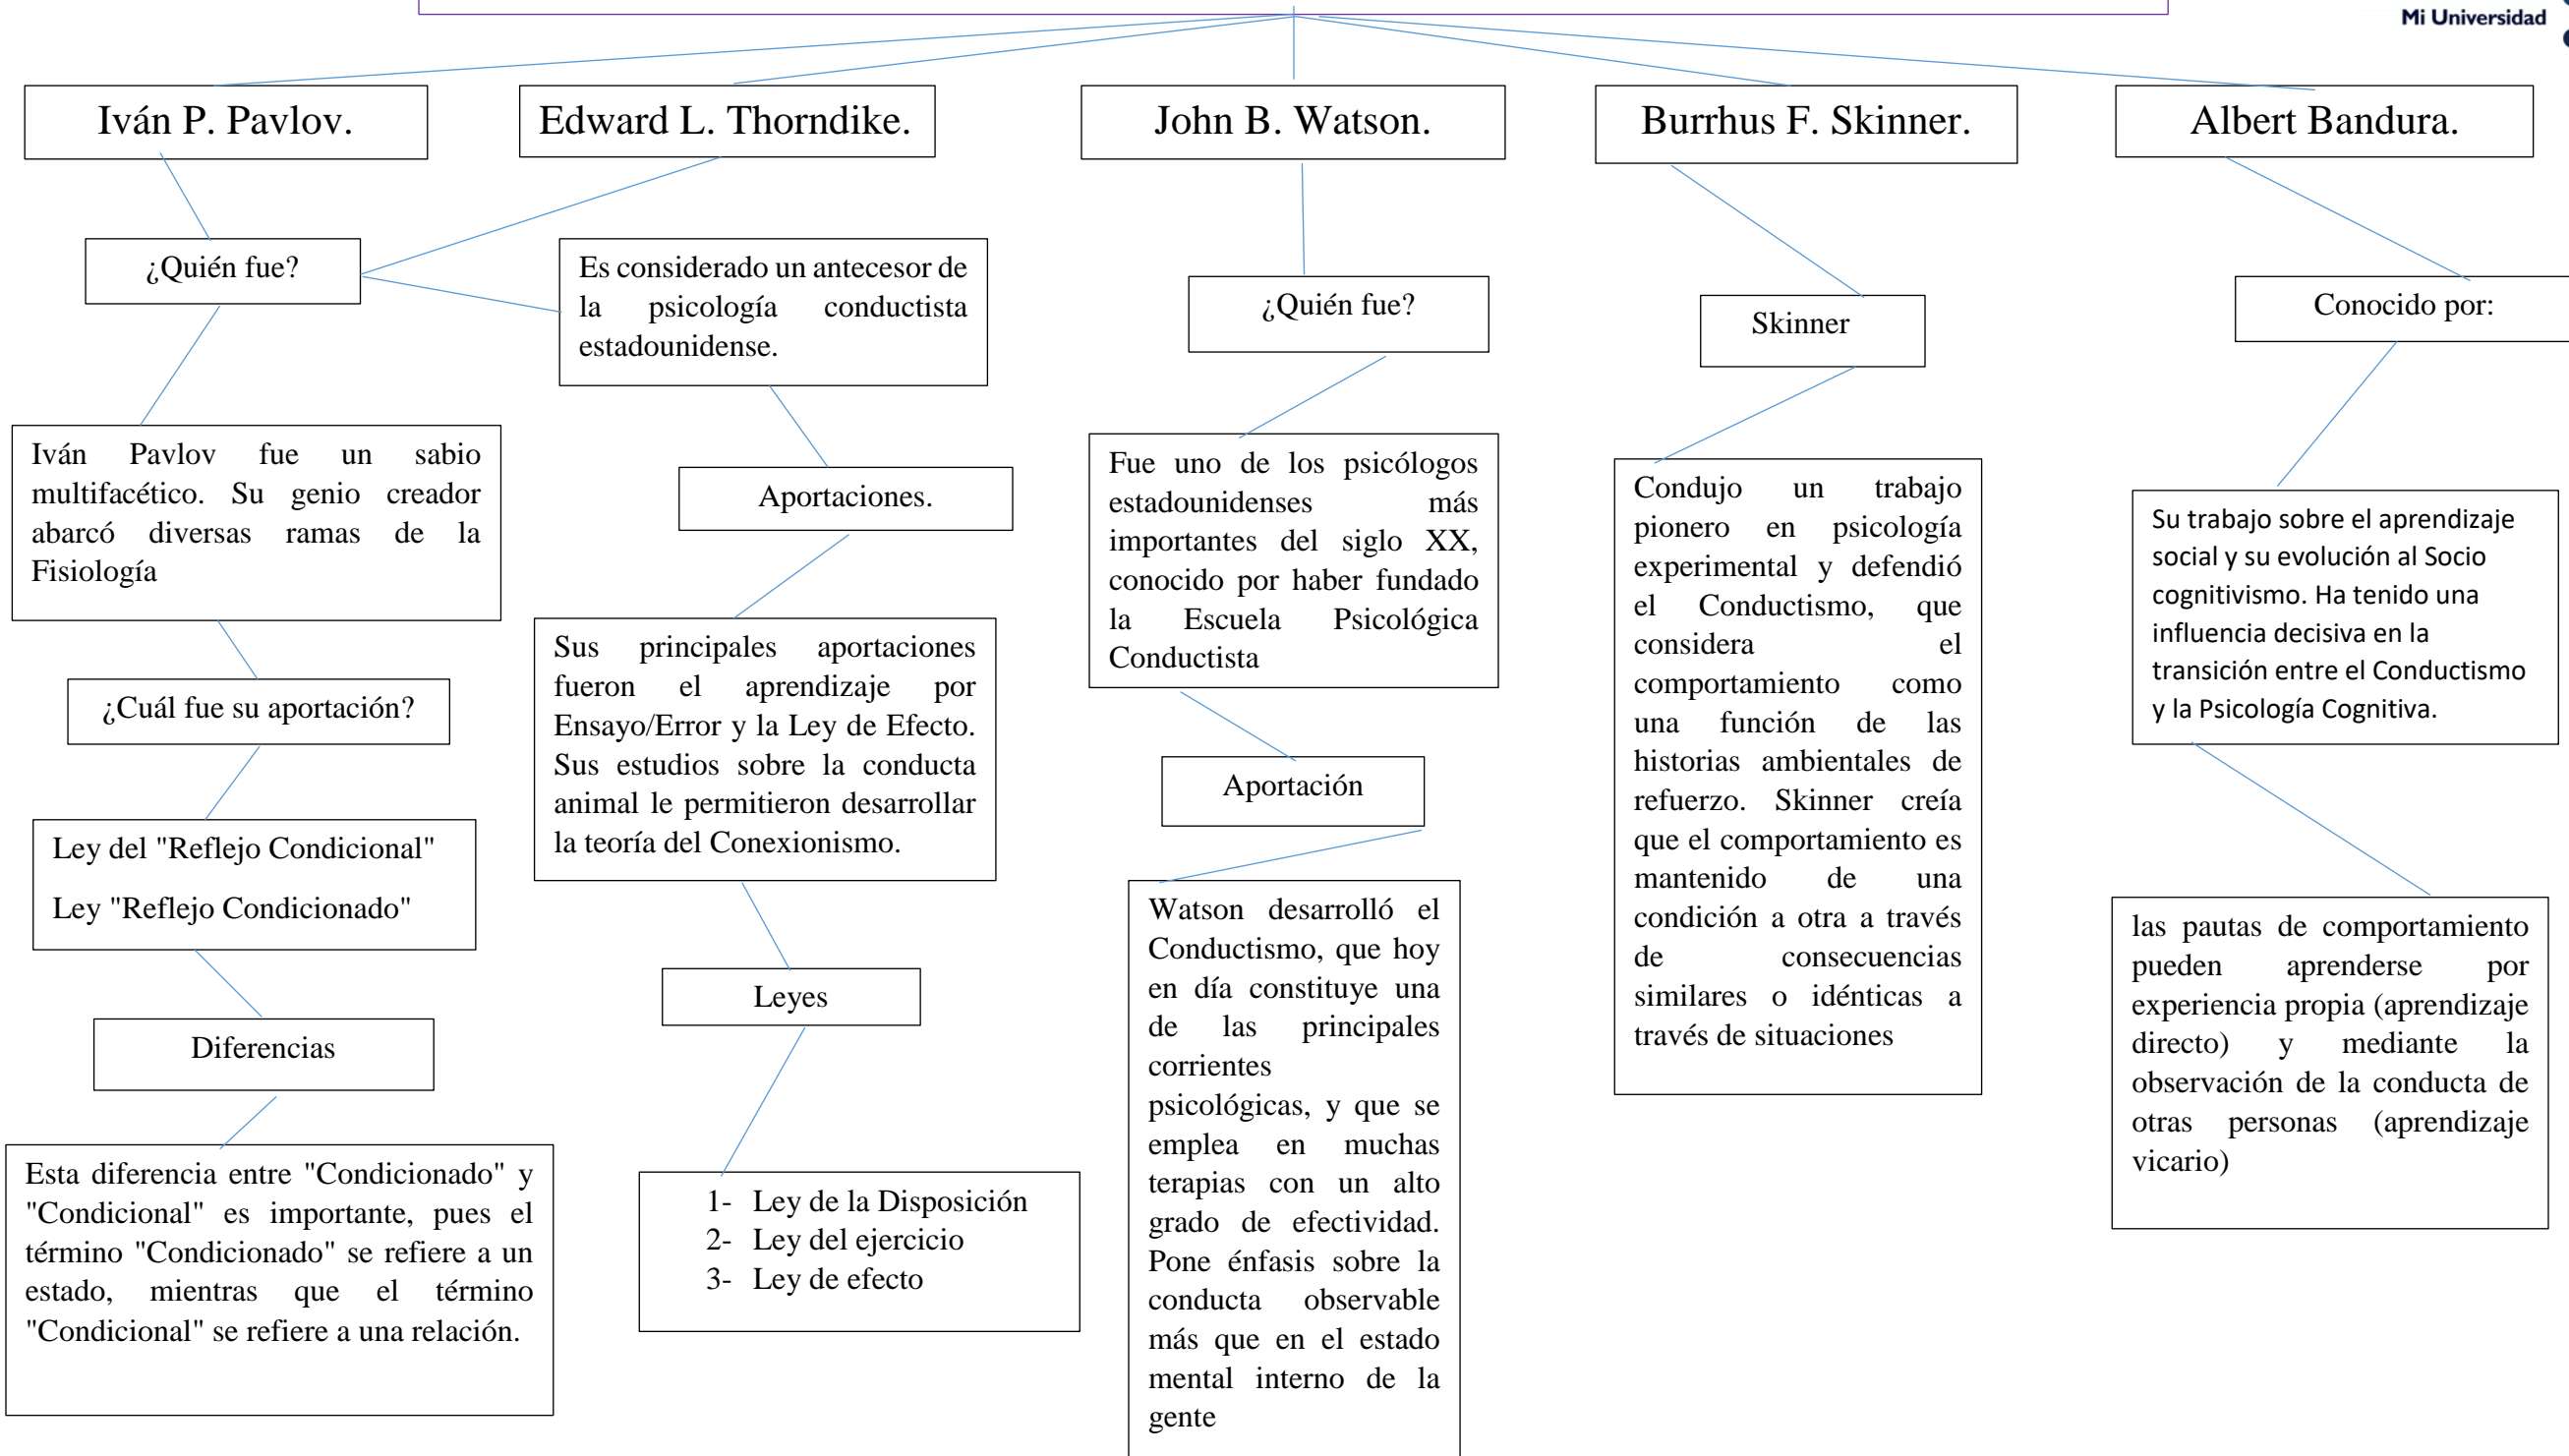 Mi Universidad
Iván P. Pavlov.
¿Quién fue?
Iván Pavlov fue un sabio
multifacético. Su genio creador
abarcó diversas ramas de la
Fisiología
¿Cuál fue su aportación?
Ley del "Reflejo Condicional"
Ley "Reflejo Condicionado"
Diferencias
Esta diferencia entre "Condicionado" y
"Condicional" es importante, pues el
término "Condicionado" se refiere a un
estado, mientras que el término
"Condicional" se refiere a una relación.
Edward L. Thorndike.
Es considerado un antecesor de
la psicología conductista
estadounidense.
Aportaciones.
Sus principales aportaciones
fueron el aprendizaje por
Ensayo/Error y la Ley de Efecto.
Sus estudios sobre la conducta
animal le permitieron desarrollar
la teoría del Conexionismo.
Leyes
1- Ley de la Disposición
2- Ley del ejercicio
3- Ley de efecto
John B. Watson.
¿Quién fue?
Fue uno de los psicólogos
estadounidenses más
importantes del siglo XX,
conocido por haber fundado
la Escuela Psicológica
Conductista
Aportación
Watson desarrolló el
Conductismo, que hoy
en día constituye una
de las principales
corrientes
psicológicas, y que se
emplea en muchas
terapias con un alto
grado de efectividad.
Pone énfasis sobre la
conducta observable
más que en el estado
mental interno de la
gente
Burrhus F. Skinner.
Skinner
Condujo un trabajo
pionero en psicología
experimental y defendió
el Conductismo, que
considera el
comportamiento como
una función de las
historias ambientales de
refuerzo. Skinner creía
que el comportamiento es
mantenido de una
condición a otra a través
de consecuencias
similares o idénticas a
través de situaciones
Albert Bandura.
Conocido por:
Su trabajo sobre el aprendizaje
social y su evolución al Socio
cognitivismo. Ha tenido una
influencia decisiva en la
transición entre el Conductismo
y la Psicología Cognitiva.
las pautas de comportamiento
pueden aprenderse por
experiencia propia (aprendizaje
directo) y mediante la
observación de la conducta de
otras personas (aprendizaje
vicario)